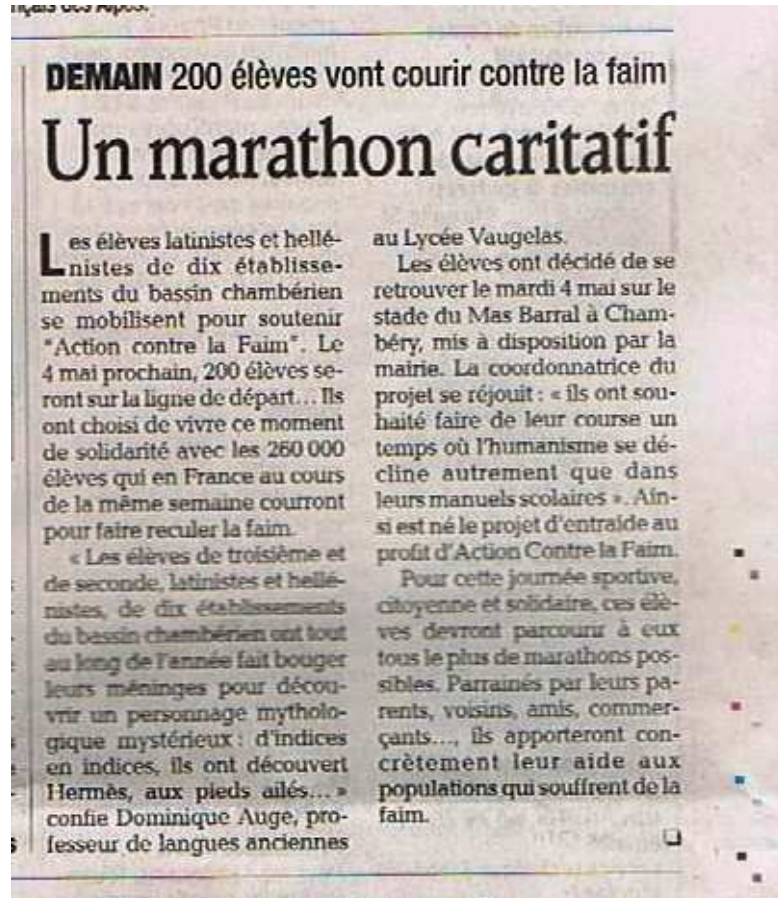 DEMAIN 200 élèves vont courir contre la faim
Un marathon caritatif
Les élèves latinistes et hellé-
nistes de dix établisse-
ments du bassin chambérien
se mobilisent pour soutenir
"Action contre la Faim". Le
4 mai prochain, 200 élèves se-
ront sur la ligne de départ... Ils
ont choisi de vivre ce moment
de solidarité avec les 260 000
élèves qui en France au cours
de la même semaine courront
pour faire reculer la faim.
« Les élèves de troisième et
de seconde, latinistes et hellé-
nistes, de dix établissements
du bassin chambérien ont tout
au long de l'année fait bouger
leurs méninges pour décou-
vrir un personnage mytholo-
gique mystérieux : d'indices
en indices, ils ont découvert
Hermès, aux pieds ailés... »
confie Dominique Auge, pro-
fesseur de langues anciennes
au Lycée Vaugelas.
Les élèves ont décidé de se
retrouver le mardi 4 mai sur le
stade du Mas Barral à Cham-
béry, mis à disposition par la
mairie. La coordonnatrice du
projet se réjouit : « ils ont sou-
haité faire de leur course un
temps où l'humanisme se dé-
cline autrement que dans
leurs manuels scolaires ». Ain-
si est né le projet d'entraide au
profit d'Action Contre la Faim.
Pour cette journée sportive,
citoyenne et solidaire, ces élè-
ves devront parcourir à eux
tous le plus de marathons pos-
sibles. Parrainés par leurs pa-
rents, voisins, amis, commer-
çants..., ils apporteront con-
crètement leur aide aux
populations qui souffrent de la
faim.